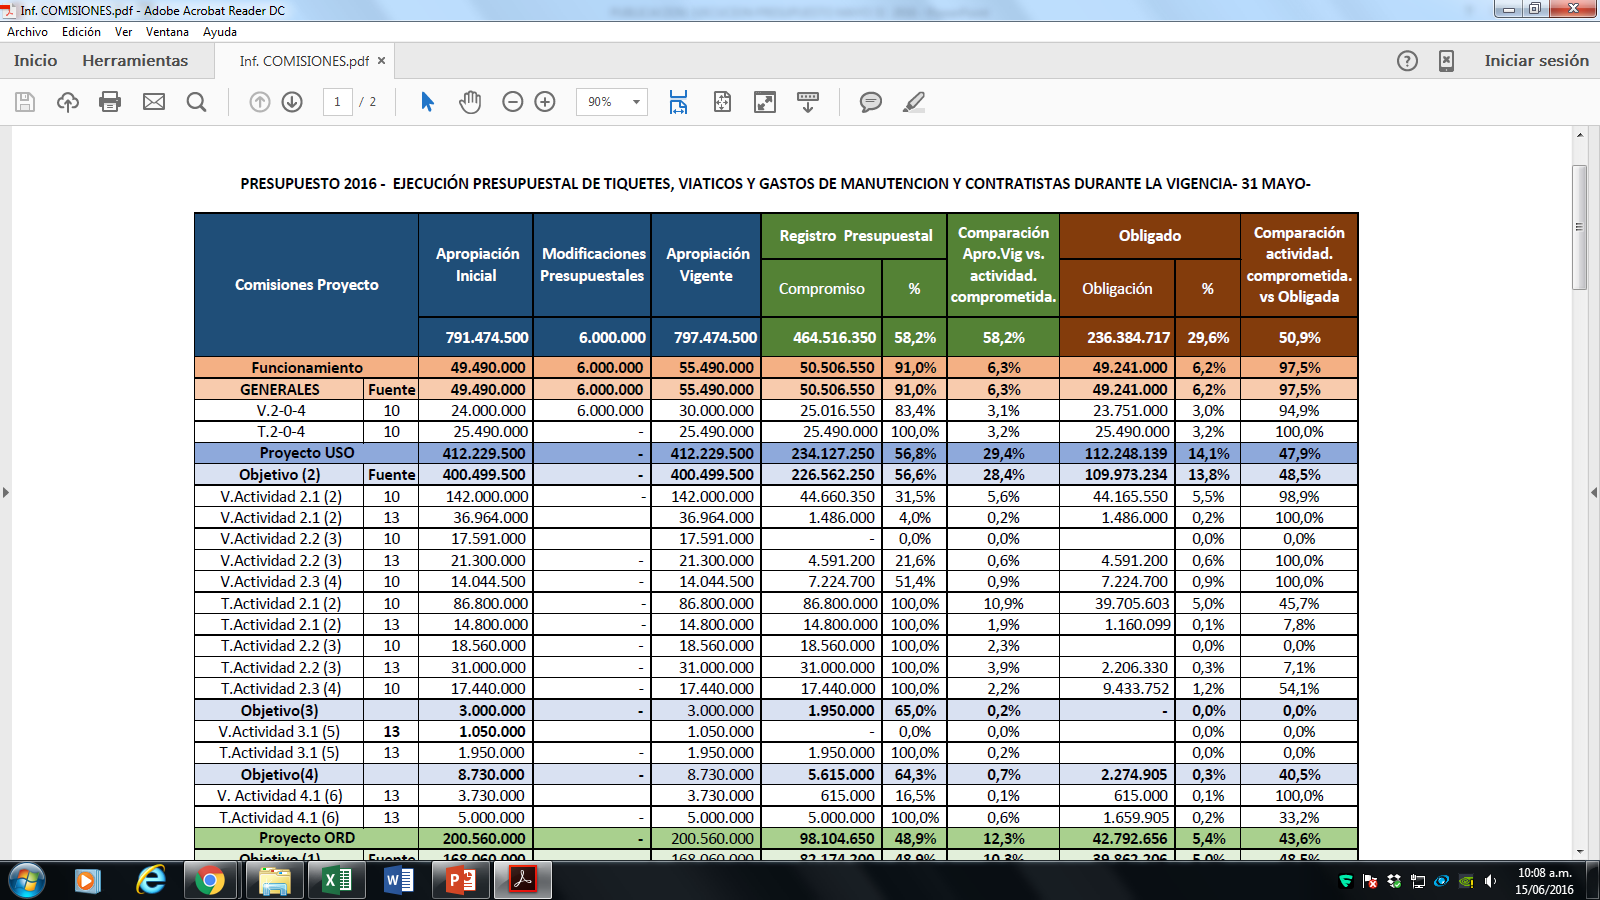 Inf. COMISIONES.pdf - Adobe Acrobat Reader DC
Archivo Edición Ver Ventana Ayuda
Inicio Herramientas Inf. COMISIONES.pdf × Iniciar sesión
1 / 2 90%
PRESUPUESTO 2016 - EJECUCIÓN PRESUPUESTAL DE TIQUETES, VIATICOS Y GASTOS DE MANUTENCION Y CONTRATISTAS DURANTE LA VIGENCIA- 31 MAYO-
Comisiones Proyecto
Apropiación Inicial
Modificaciones Presupuestales
Apropiación Vigente
Registro Presupuestal
Compromiso %
Comparación Apro.Vig vs. actividad. comprometida.
Obligado
Obligación %
Comparación actividad. comprometida. vs Obligada
791.474.500 6.000.000 797.474.500 464.516.350 58,2% 58,2% 236.384.717 29,6% 50,9%
Funcionamiento 49.490.000 6.000.000 55.490.000 50.506.550 91,0% 6,3% 49.241.000 6,2% 97,5%
GENERALES Fuente 49.490.000 6.000.000 55.490.000 50.506.550 91,0% 6,3% 49.241.000 6,2% 97,5%
V.2-0-4 10 24.000.000 6.000.000 30.000.000 25.016.550 83,4% 3,1% 23.751.000 3,0% 94,9%
T.2-0-4 10 25.490.000 - 25.490.000 25.490.000 100,0% 3,2% 25.490.000 3,2% 100,0%
Proyecto USO 412.229.500 - 412.229.500 234.127.250 56,8% 29,4% 112.248.139 14,1% 47,9%
Objetivo (2) Fuente 400.499.500 - 400.499.500 226.562.250 56,6% 28,4% 109.973.234 13,8% 48,5%
V.Actividad 2.1 (2) 10 142.000.000 - 142.000.000 44.660.350 31,5% 5,6% 44.165.550 5,5% 98,9%
V.Actividad 2.1 (2) 13 36.964.000 36.964.000 1.486.000 4,0% 0,2% 1.486.000 0,2% 100,0%
V.Actividad 2.2 (3) 10 17.591.000 17.591.000 - 0,0% 0,0% 0,0% 0,0%
V.Actividad 2.2 (3) 13 21.300.000 - 21.300.000 4.591.200 21,6% 0,6% 4.591.200 0,6% 100,0%
V.Actividad 2.3 (4) 10 14.044.500 - 14.044.500 7.224.700 51,4% 0,9% 7.224.700 0,9% 100,0%
T.Actividad 2.1 (2) 10 86.800.000 - 86.800.000 86.800.000 100,0% 10,9% 39.705.603 5,0% 45,7%
T.Actividad 2.1 (2) 13 14.800.000 - 14.800.000 14.800.000 100,0% 1,9% 1.160.099 0,1% 7,8%
T.Actividad 2.2 (3) 10 18.560.000 - 18.560.000 18.560.000 100,0% 2,3% 0,0% 0,0%
T.Actividad 2.2 (3) 13 31.000.000 - 31.000.000 31.000.000 100,0% 3,9% 2.206.330 0,3% 7,1%
T.Actividad 2.3 (4) 10 17.440.000 - 17.440.000 17.440.000 100,0% 2,2% 9.433.752 1,2% 54,1%
Objetivo(3) 3.000.000 - 3.000.000 1.950.000 65,0% 0,2% - 0,0% 0,0%
V.Actividad 3.1 (5) 13 1.050.000 1.050.000 - 0,0% 0,0% 0,0% 0,0%
T.Actividad 3.1 (5) 13 1.950.000 - 1.950.000 1.950.000 100,0% 0,2% 0,0% 0,0%
Objetivo(4) 8.730.000 - 8.730.000 5.615.000 64,3% 0,7% 2.274.905 0,3% 40,5%
V. Actividad 4.1 (6) 13 3.730.000 3.730.000 615.000 16,5% 0,1% 615.000 0,1% 100,0%
T.Actividad 4.1 (6) 13 5.000.000 - 5.000.000 5.000.000 100,0% 0,6% 1.659.905 0,2% 33,2%
Proyecto ORD 200.560.000 - 200.560.000 98.104.650 48,9% 12,3% 42.792.656 5,4% 43,6%
Objetivo (1) Fuente 168.060.000 168.060.000 82.174.200 48,9% 10,3% 39.862.206 5,0% 48,5%
10:08 a.m.
15/06/2016